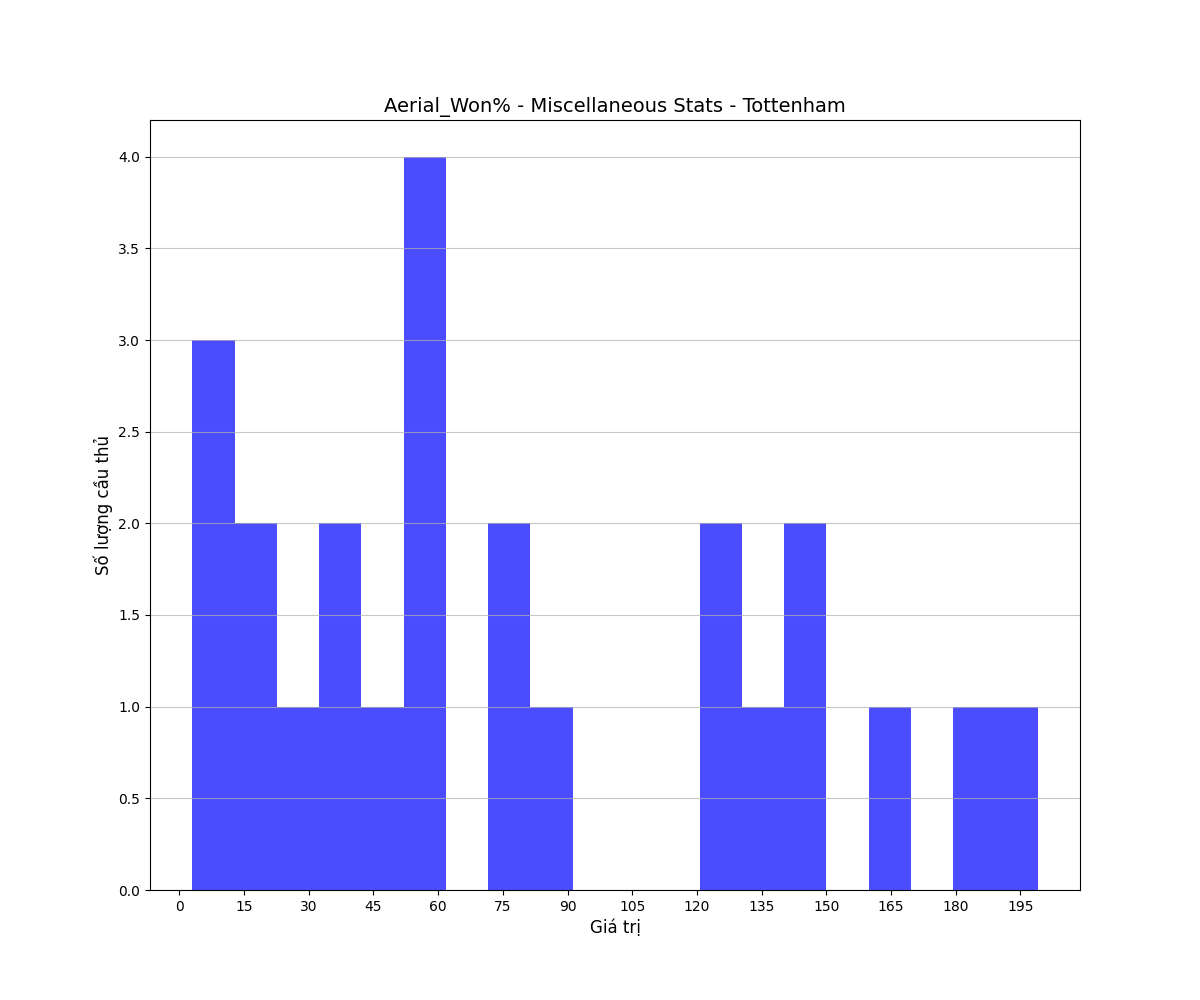 Aerial_Won% - Miscellaneous Stats - Tottenham
4.0
3.5
3.0
2.5
2.0
1.5
1.0
0.5
0.0
Số lượng cầu thủ
0 15 30 45 60 75 90 105 120 135 150 165 180 195
Giá trị